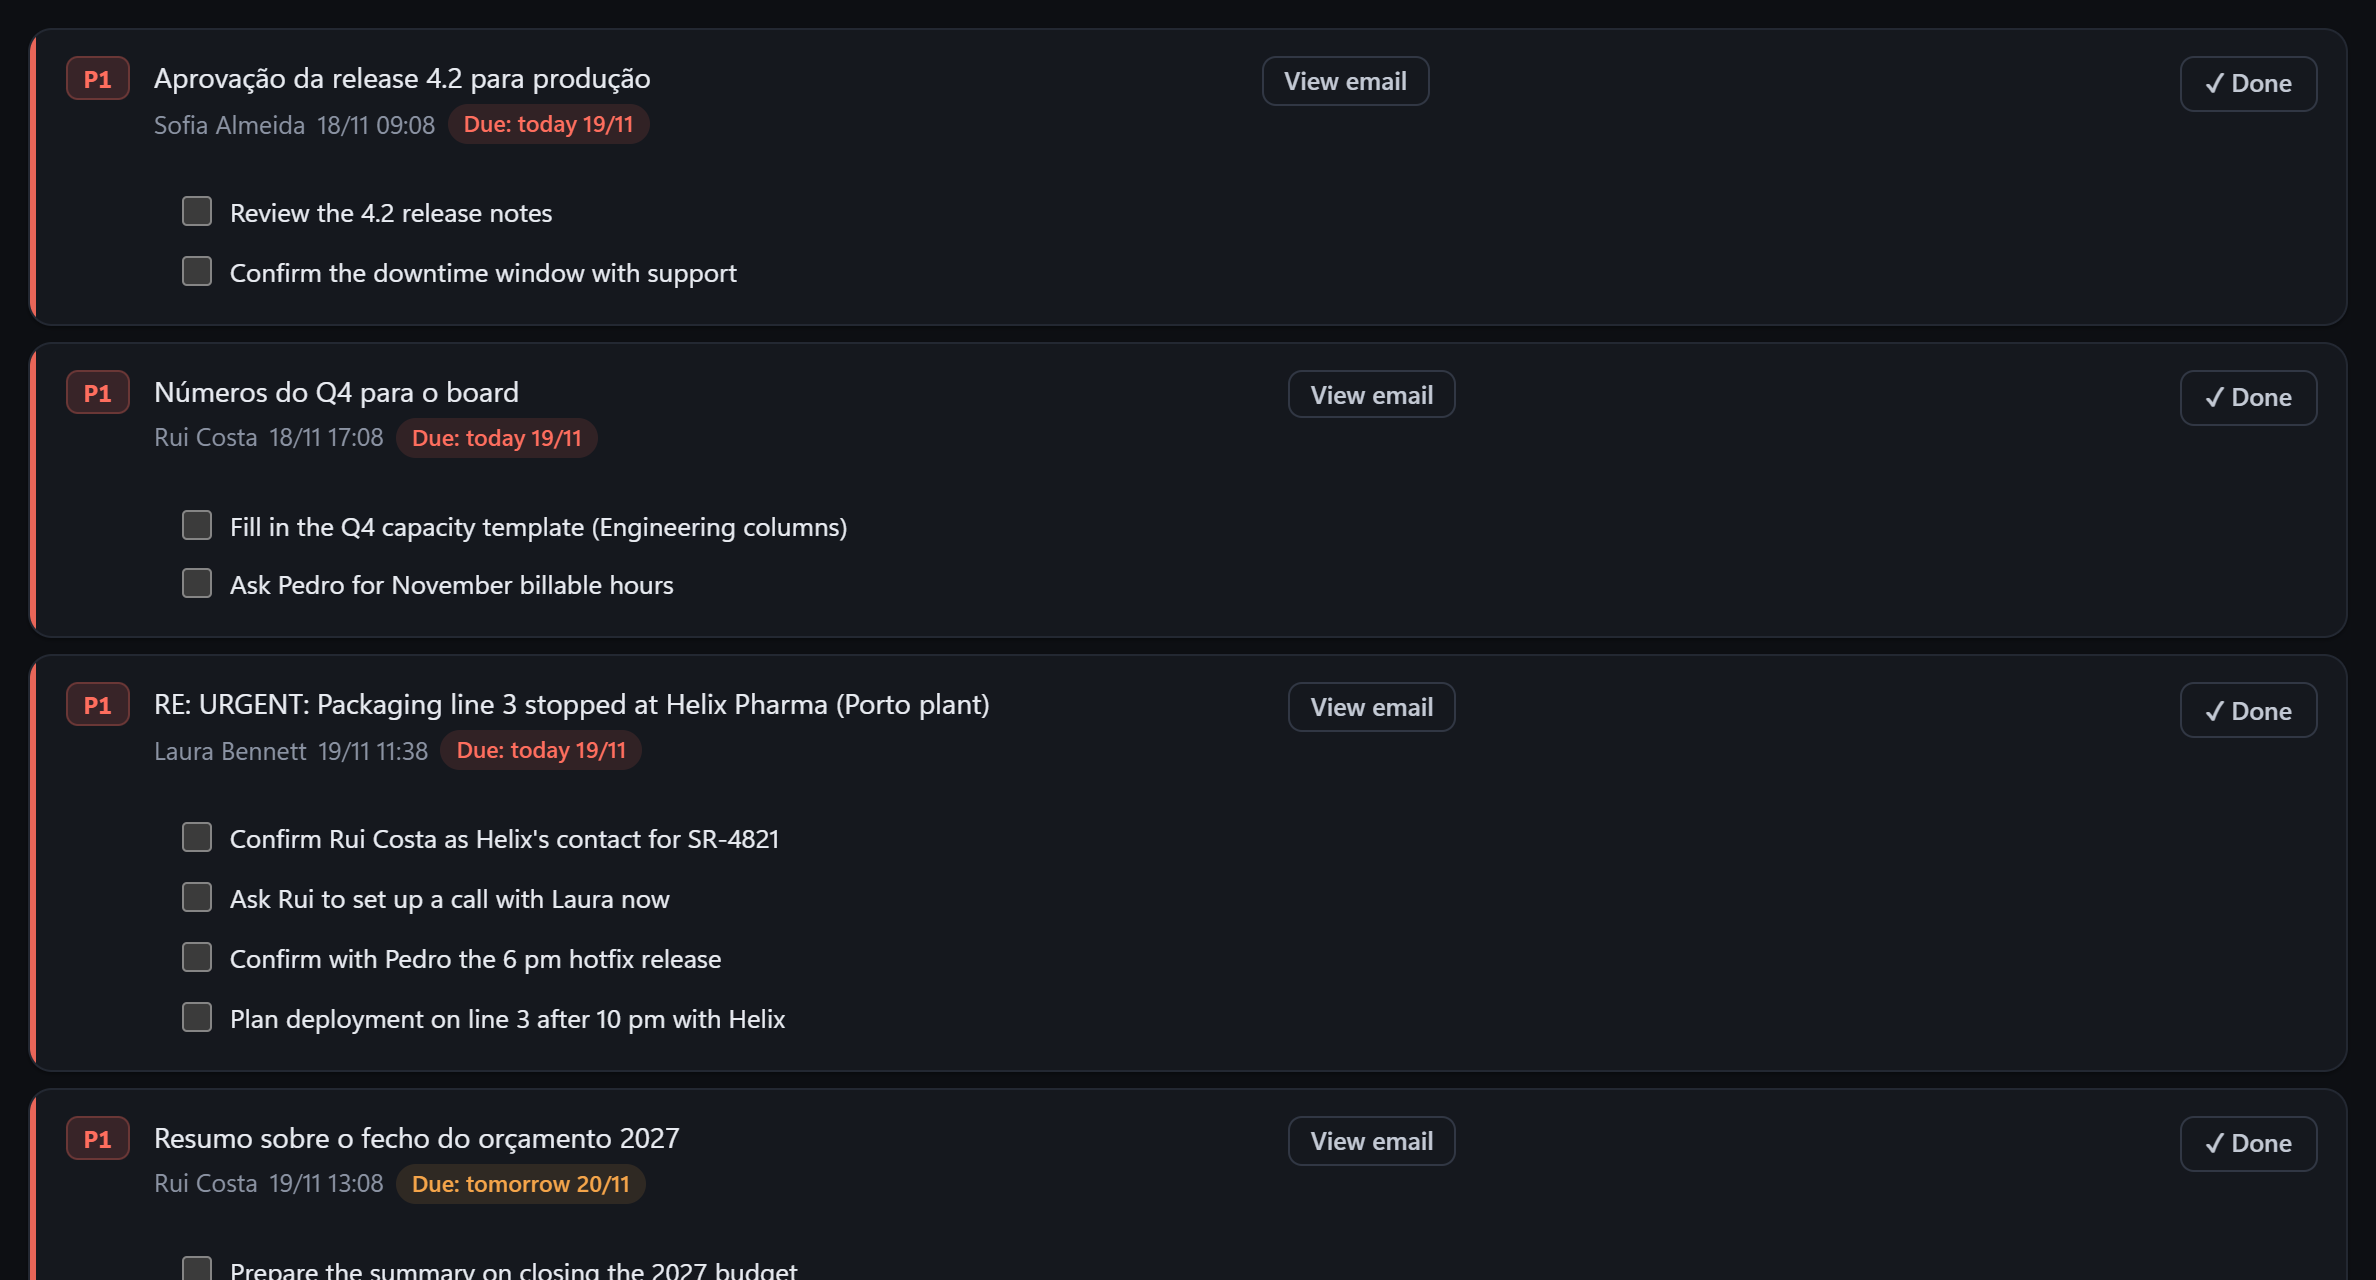 P1 Aprovação da release 4.2 para produção View email ✓ Done
Sofia Almeida 18/11 09:08 Due: today 19/11
Review the 4.2 release notes
Confirm the downtime window with support
P1 Números do Q4 para o board View email ✓ Done
Rui Costa 18/11 17:08 Due: today 19/11
Fill in the Q4 capacity template (Engineering columns)
Ask Pedro for November billable hours
P1 RE: URGENT: Packaging line 3 stopped at Helix Pharma (Porto plant) View email ✓ Done
Laura Bennett 19/11 11:38 Due: today 19/11
Confirm Rui Costa as Helix's contact for SR-4821
Ask Rui to set up a call with Laura now
Confirm with Pedro the 6 pm hotfix release
Plan deployment on line 3 after 10 pm with Helix
P1 Resumo sobre o fecho do orçamento 2027 View email ✓ Done
Rui Costa 19/11 13:08 Due: tomorrow 20/11
Prepare the summary on closing the 2027 budget